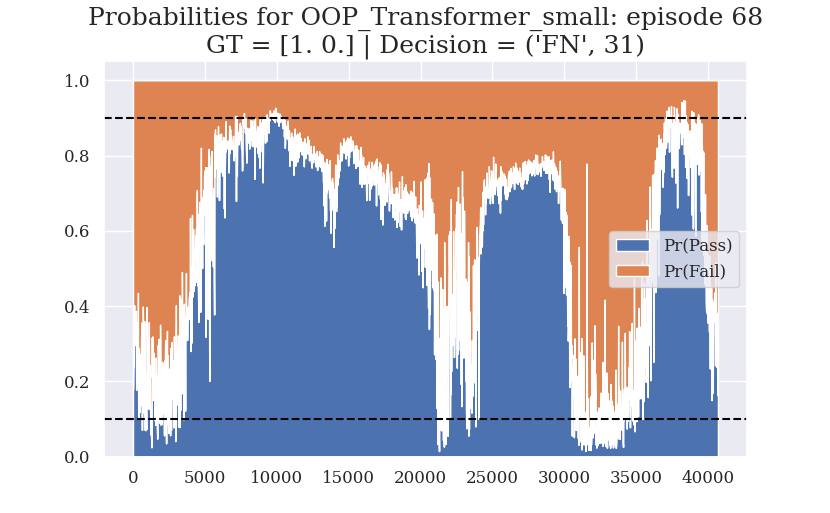 Probabilities for OOP_Transformer_small: episode 68
GT = [1. 0.] | Decision = ('FN', 31)
1.0
0.8
0.6
0.4
0.2
0.0
Pr(Pass)
Pr(Fail)
0 5000 10000 15000 20000 25000 30000 35000 40000